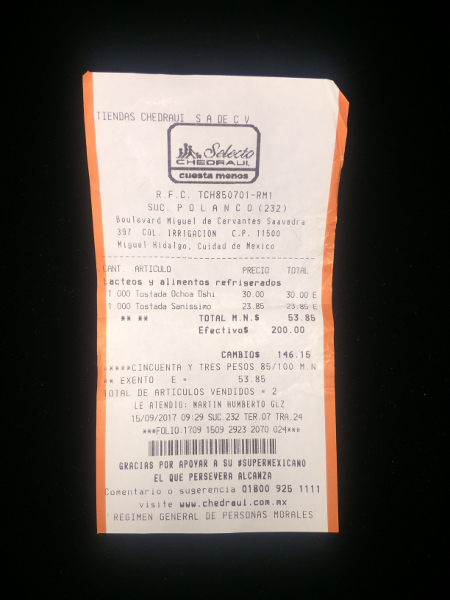 TIENDAS CHEDRAUI S A DE C V
Selecto
CHEDRAUI
cuesta menos
R.F.C. TCH850701-RM1
SUC. POLANCO (232)
Boulevard Miguel de Cervantes Saavedra
397 COL. IRRIGACION C.P. 11500
Miguel Hidalgo, Cuidad de Mexico
CANT. ARTICULO PRECIO TOTAL
Lacteos y alimentos refrigerados
1.000 Tostada Ochoa Dshi 30.00 30.00 E
1.000 Tostada Sanissimo 23.85 23.85 E
** ** TOTAL M.N.$ 53.85
Efectivo$ 200.00
CAMBIO$ 146.15
*****CINCUENTA Y TRES PESOS 85/100 M.N
** EXENTO E = 53.85
TOTAL DE ARTICULOS VENDIDOS = 2
LE ATENDIO: MARTIN HUMBERTO GLZ
15/09/2017 09:29 SUC.232 TER.07 TRA.24
***FOLIO:1709 1509 2923 2070 024***
GRACIAS POR APOYAR A SU #SUPERMEXICANO
EL QUE PERSEVERA ALCANZA
Comentario o sugerencia 01800 925 1111
visite www.chedraui.com.mx
REGIMEN GENERAL DE PERSONAS MORALES